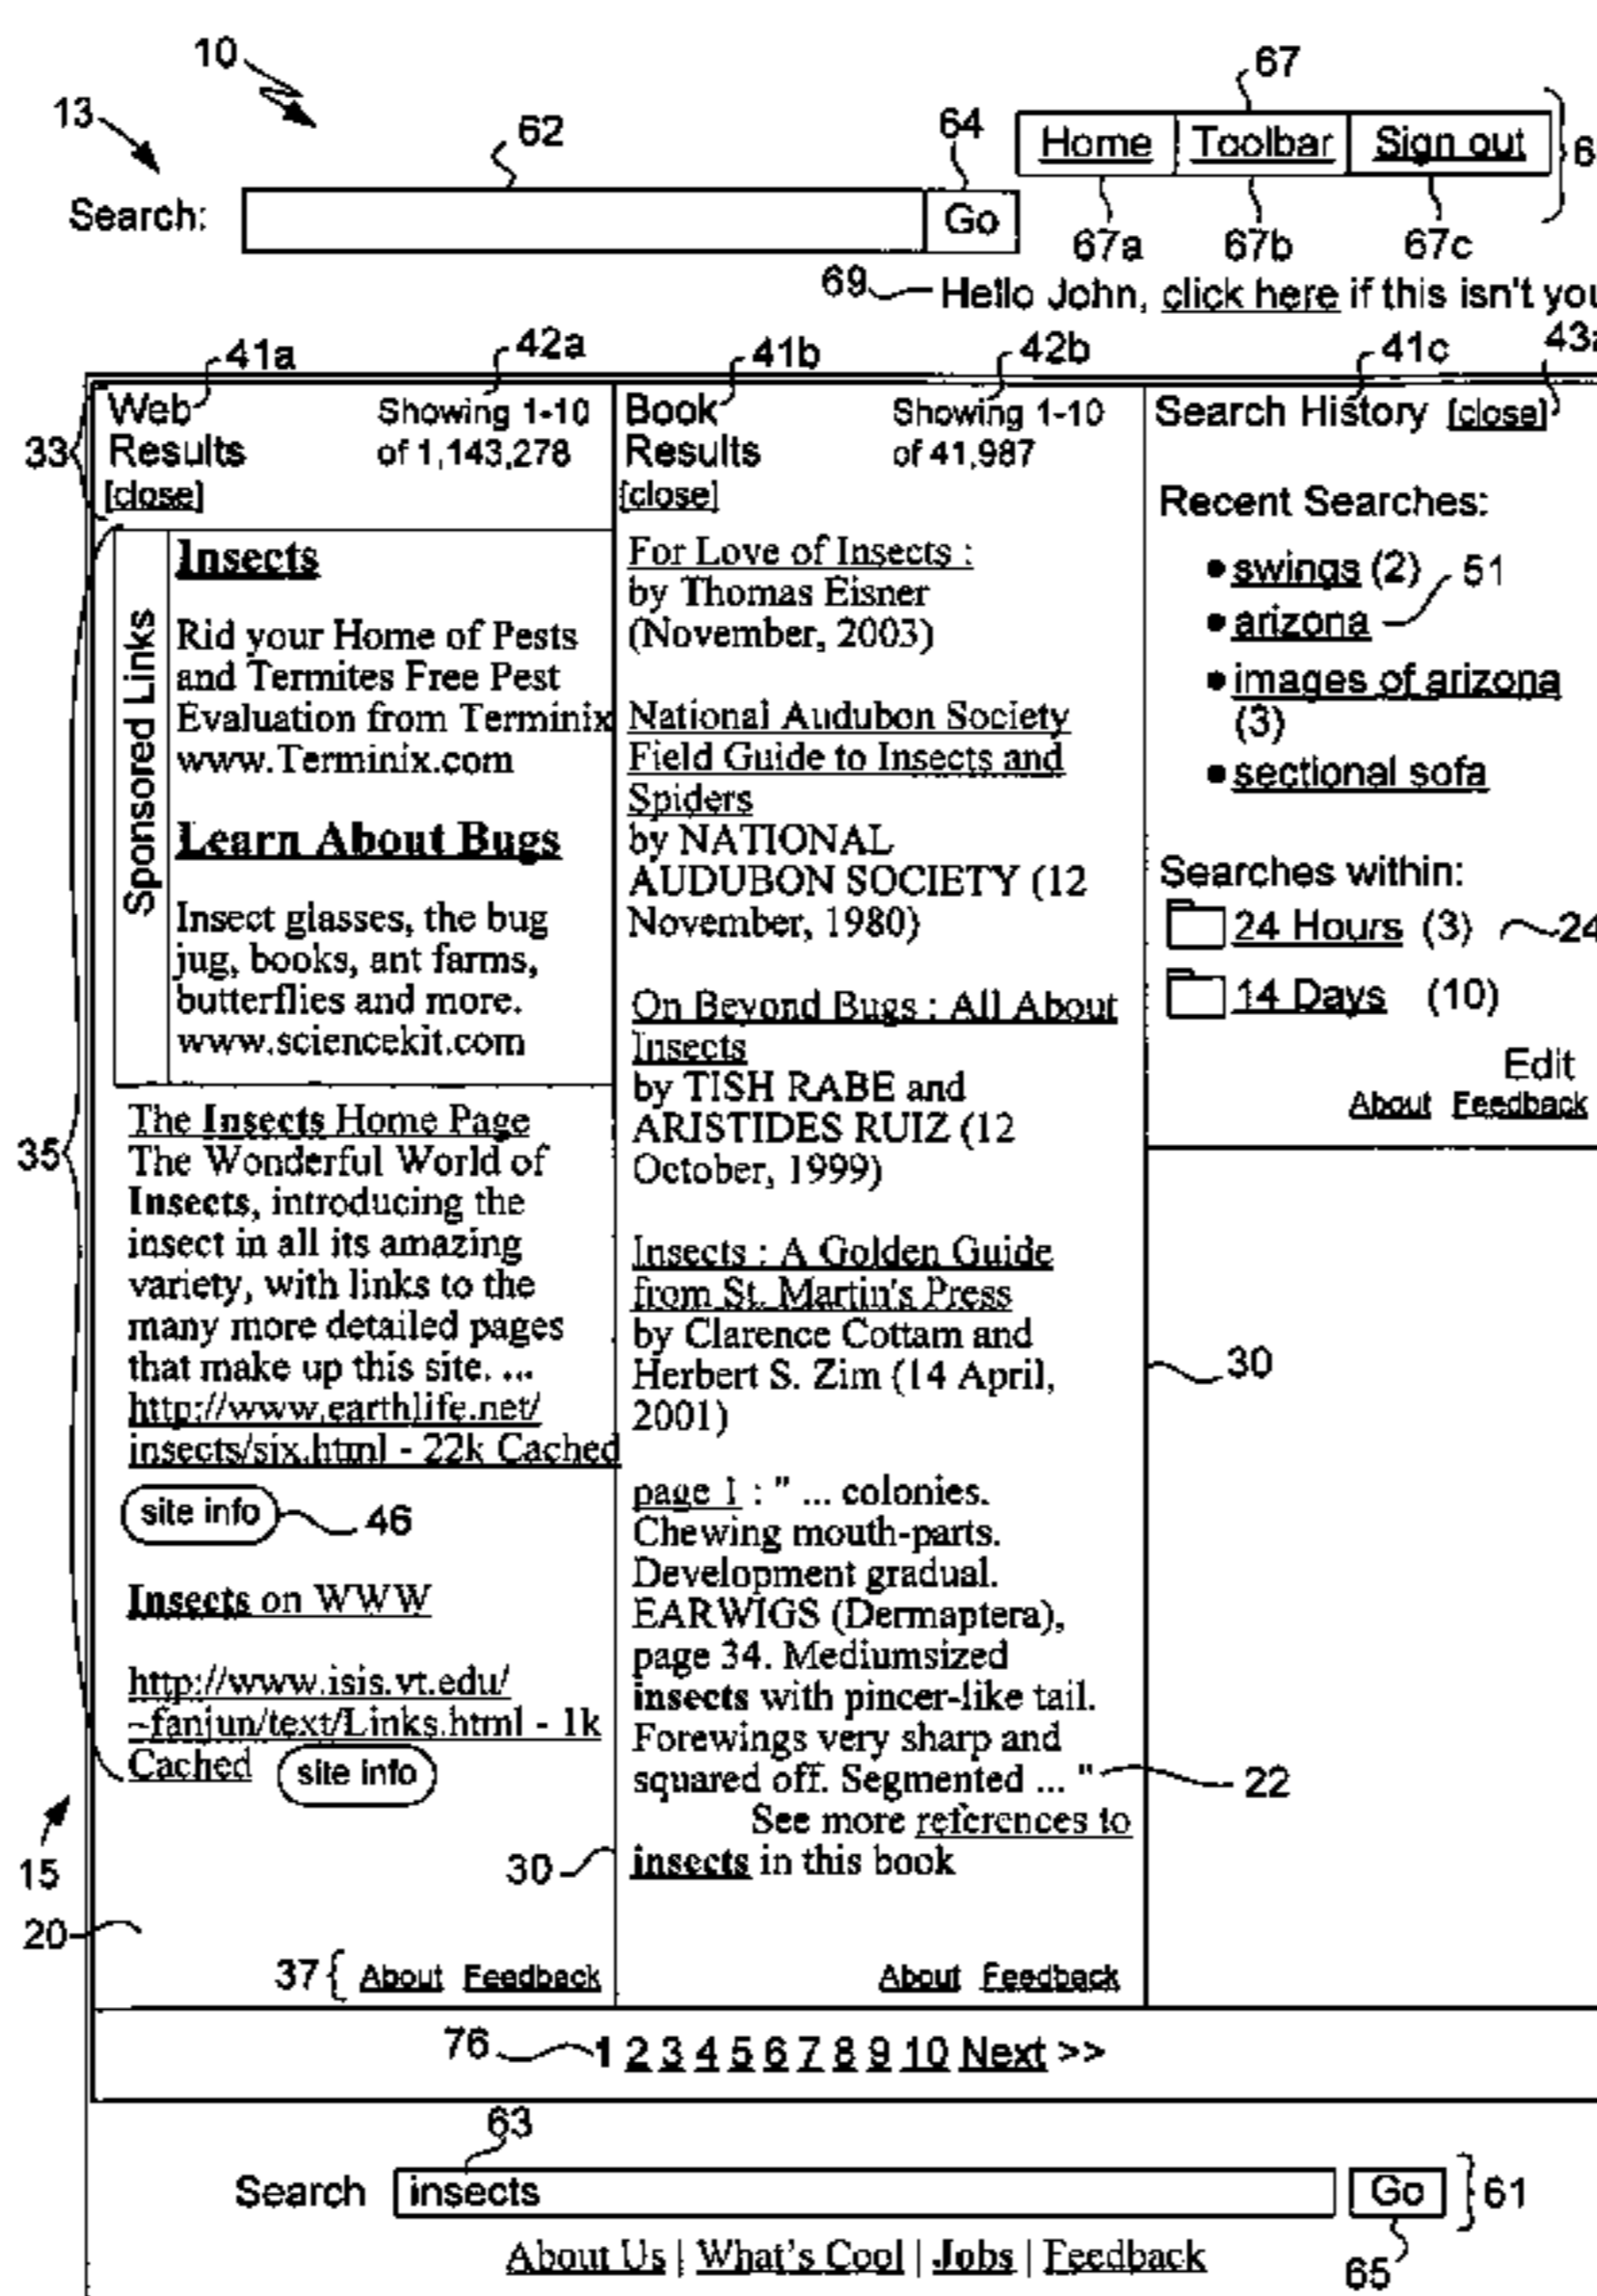 10
67
13
62
64
Home Toolbar Sign out
Search:
Go
67a 67b 67c
69 Hello John, click here if this isn't you
41a 42a 41b 42b 41c
Web
Results
[close]
Showing 1-10
of 1,143,278
Book
Results
[close]
Showing 1-10
of 41,987
Search History [close]
33
Sponsored Links
Insects
Rid your Home of Pests
and Termites Free Pest
Evaluation from Terminix
www.Terminix.com
Learn About Bugs
Insect glasses, the bug
jug, books, ant farms,
butterflies and more.
www.sciencekit.com
35
The Insects Home Page
The Wonderful World of
Insects, introducing the
insect in all its amazing
variety, with links to the
many more detailed pages
that make up this site. ...
http://www.earthlife.net/
insects/six.html - 22k Cached
site info
46
Insects on WWW
http://www.isis.vt.edu/
~fanjun/text/Links.html - 1k
Cached
site info
15
20
37 About Feedback
For Love of Insects :
by Thomas Eisner
(November, 2003)
National Audubon Society
Field Guide to Insects and
Spiders
by NATIONAL
AUDUBON SOCIETY (12
November, 1980)
On Beyond Bugs : All About
Insects
by TISH RABE and
ARISTIDES RUIZ (12
October, 1999)
Insects : A Golden Guide
from St. Martin's Press
by Clarence Cottam and
Herbert S. Zim (14 April,
2001)
page 1 : " ... colonies.
Chewing mouth-parts.
Development gradual.
EARWIGS (Dermaptera),
page 34. Mediumsized
insects with pincer-like tail.
Forewings very sharp and
squared off. Segmented ... "
22
See more references to
insects in this book
30
About Feedback
Recent Searches:
• swings (2)
51
• arizona
• images of arizona
(3)
• sectional sofa
Searches within:
24 Hours (3)
24
14 Days (10)
Edit
About Feedback
30
76
1 2 3 4 5 6 7 8 9 10 Next >>
63
Search insects Go
61
65
About Us | What's Cool | Jobs | Feedback